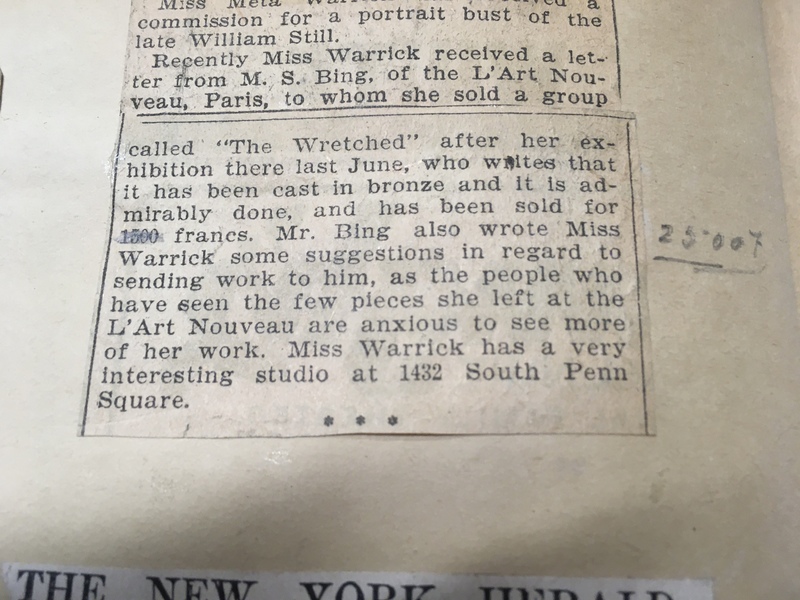 Miss Meta received a
commission for a portrait bust of the
late William Still.
Recently Miss Warrick received a let-
ter from M. S. Bing, of the L'Art Nou-
veau, Paris, to whom she sold a group
called "The Wretched" after her ex-
hibition there last June, who writes that
it has been cast in bronze and it is ad-
mirably done, and has been sold for
1500 francs. Mr. Bing also wrote Miss
Warrick some suggestions in regard to
sending work to him, as the people who
have seen the few pieces she left at the
L'Art Nouveau are anxious to see more
of her work. Miss Warrick has a very
interesting studio at 1432 South Penn
Square.
* * *
THE NEW YORK HERALD